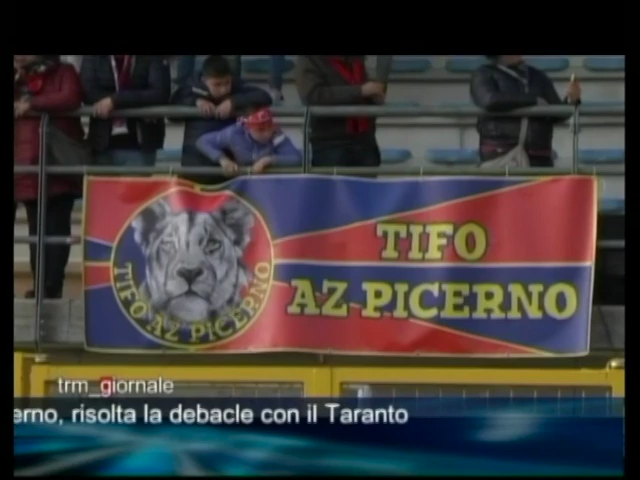 TIFO
AZ PICERNO
TIFO AZ PICERNO
trm_giornale
erno, risolta la debacle con il Taranto